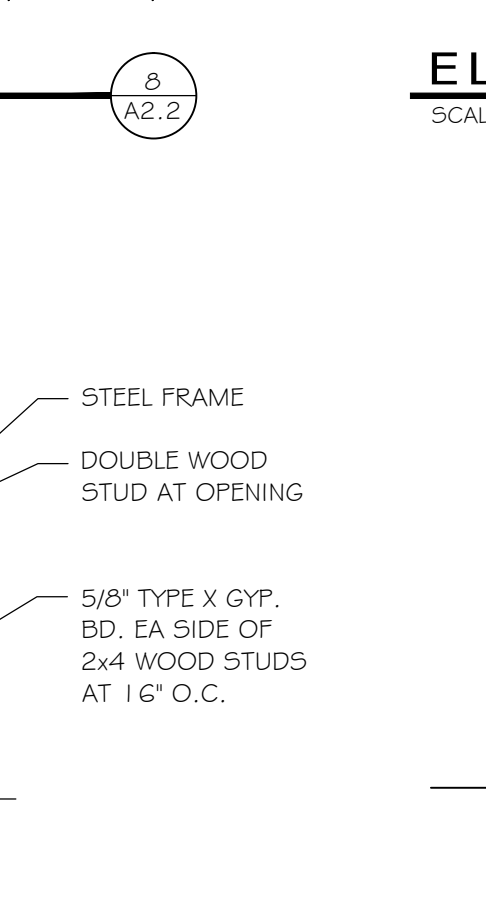 8
A2.2
STEEL FRAME
DOUBLE WOOD
STUD AT OPENING
5/8" TYPE X GYP.
BD. EA SIDE OF
2x4 WOOD STUDS
AT 16" O.C.
EL
SCAL